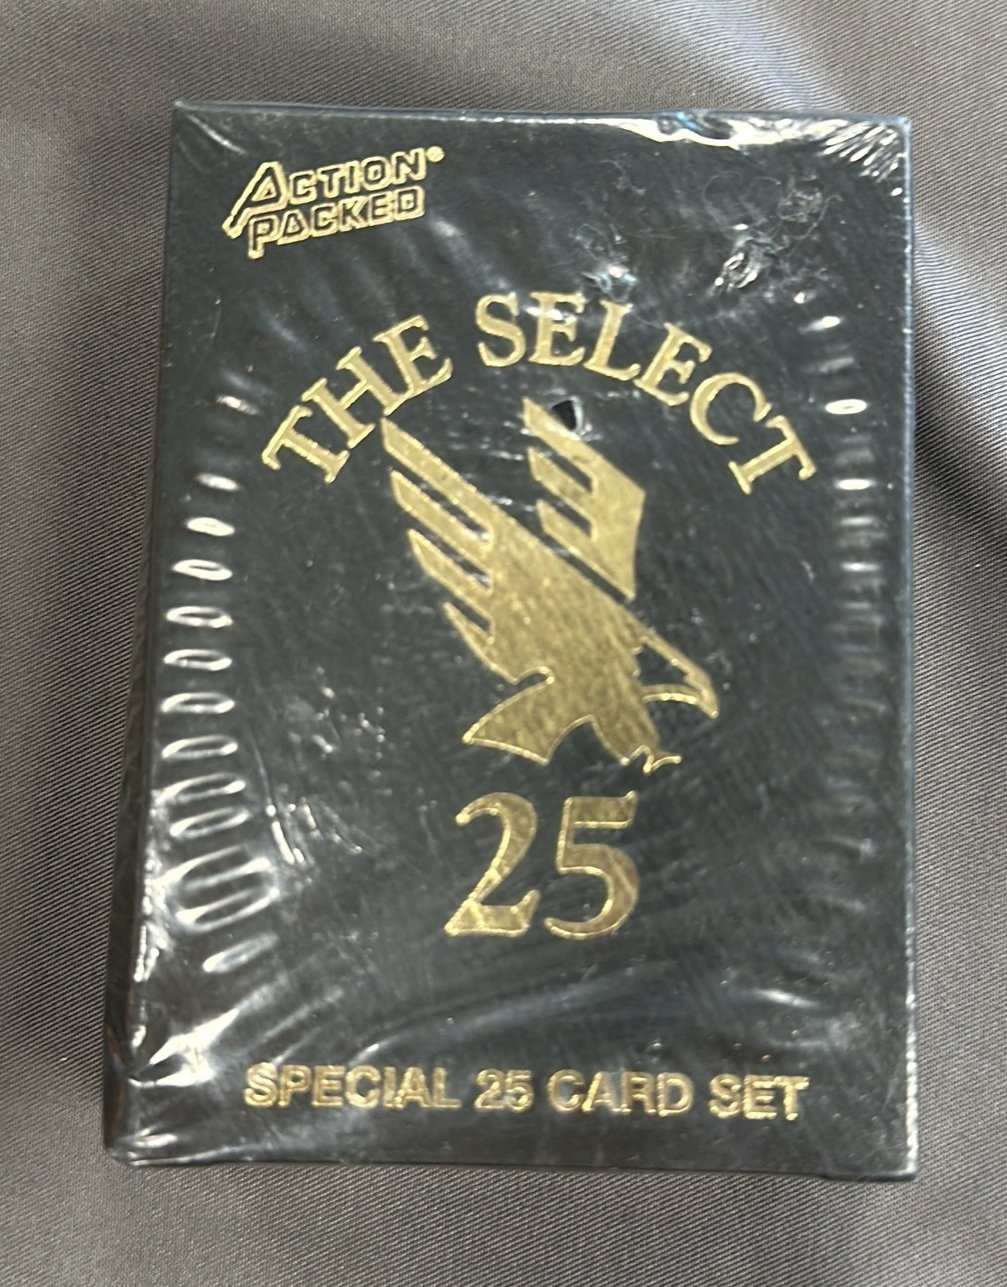 ACTION
PACKED
THE SELECT
25
SPECIAL 25 CARD SET